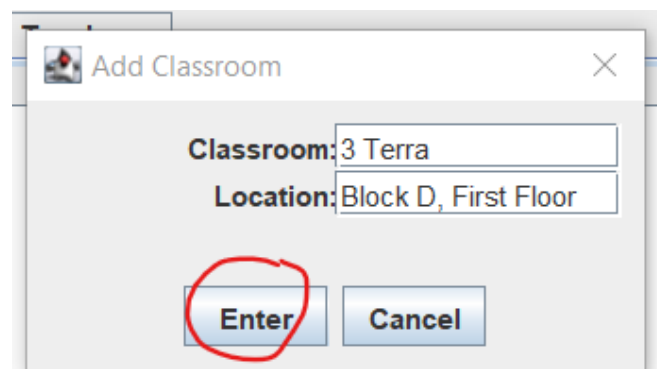 Add Classroom
Classroom: 3 Terra
Location: Block D, First Floor
Enter Cancel